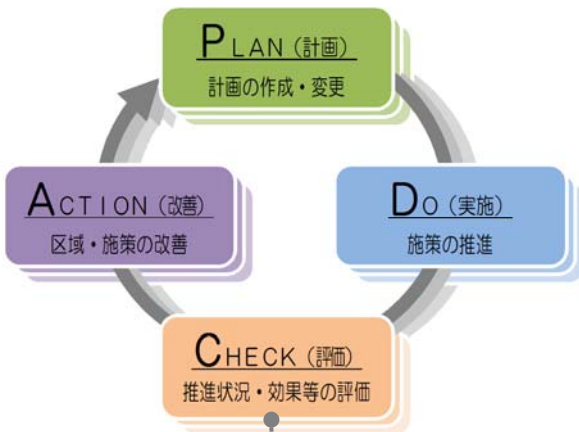 PLAN（計画）
計画の作成・変更
ACTION（改善）
区域・施策の改善
DO（実施）
施策の推進
CHECK（評価）
推進状況・効果等の評価